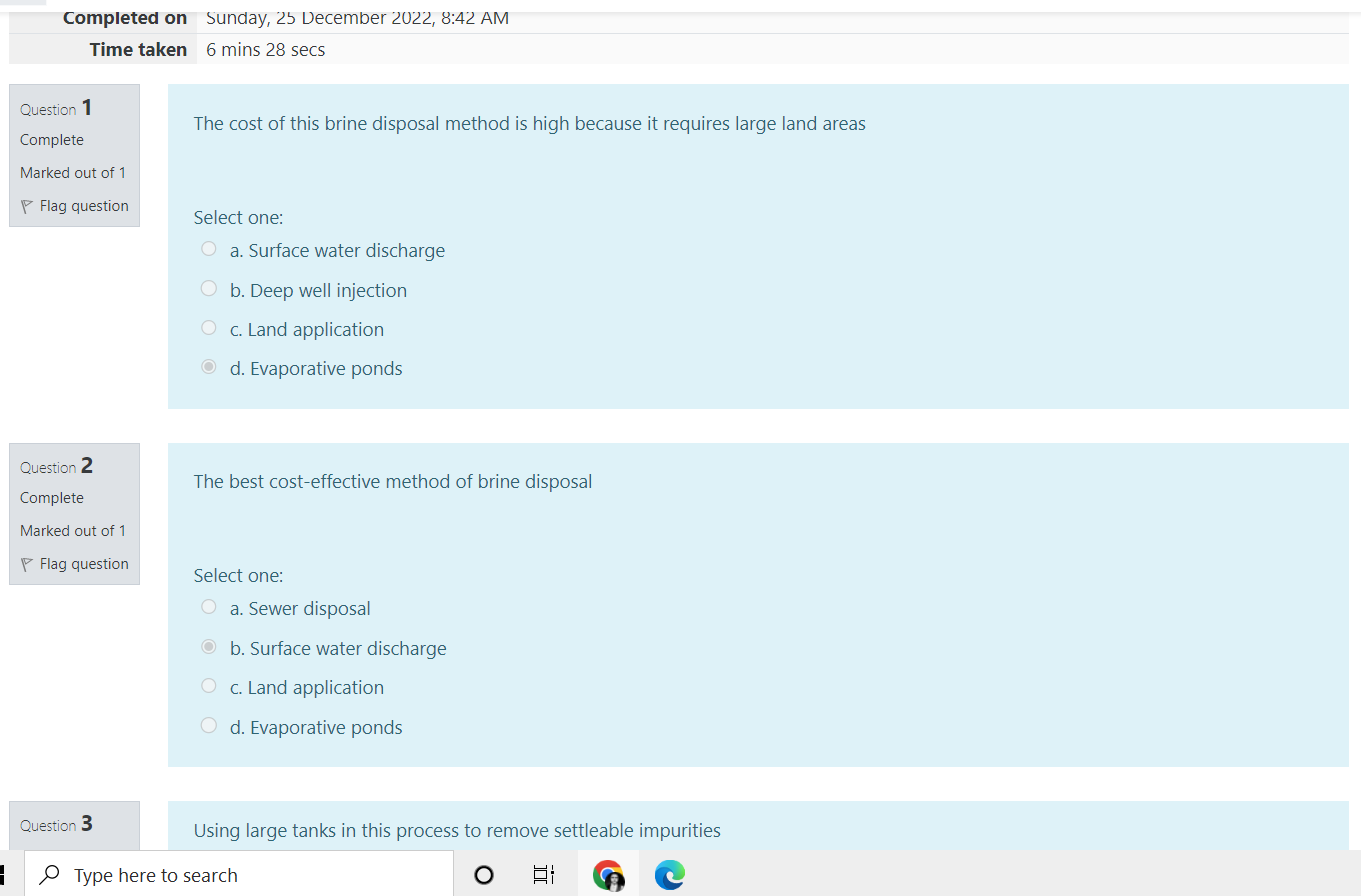 Completed on Sunday, 25 December 2022, 8:42 AM
Time taken 6 mins 28 secs
Question 1
Complete
Marked out of 1
Flag question
The cost of this brine disposal method is high because it requires large land areas
Select one:
a. Surface water discharge
b. Deep well injection
c. Land application
d. Evaporative ponds
Question 2
Complete
Marked out of 1
Flag question
The best cost-effective method of brine disposal
Select one:
a. Sewer disposal
b. Surface water discharge
c. Land application
d. Evaporative ponds
Question 3
Using large tanks in this process to remove settleable impurities
Type here to search